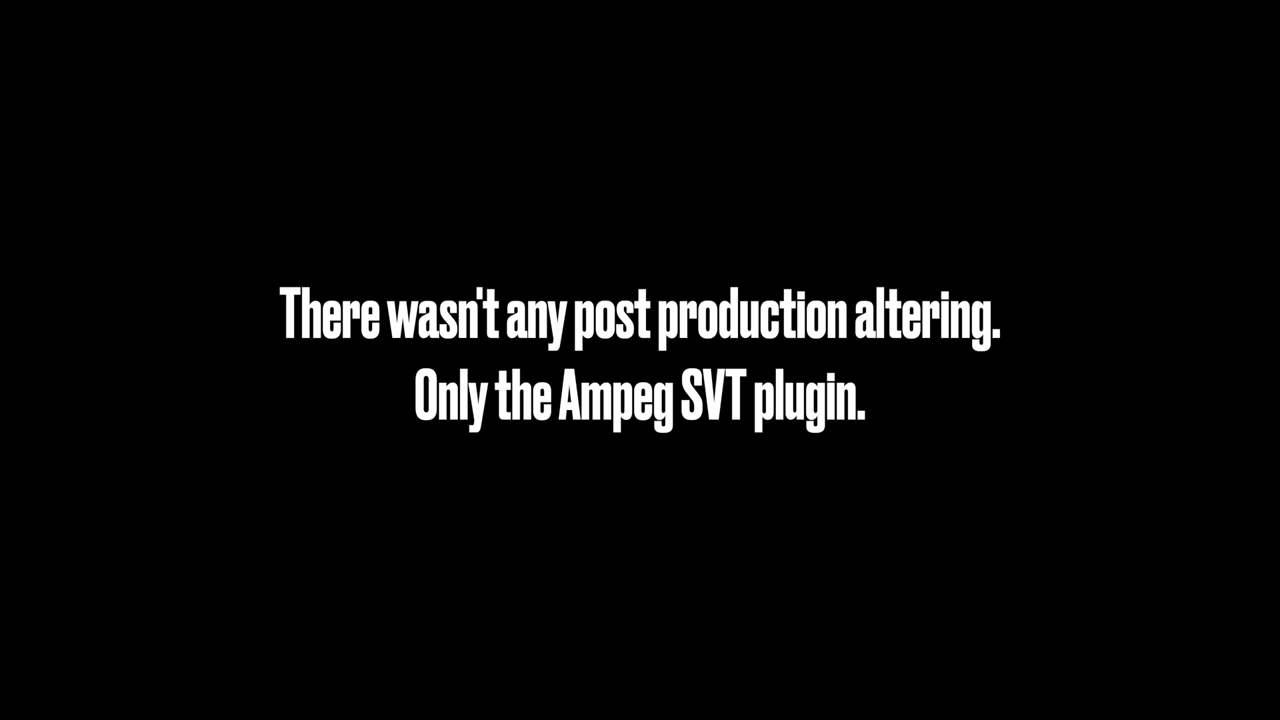 There wasn't any post production altering.
Only the Ampeg SVT plugin.